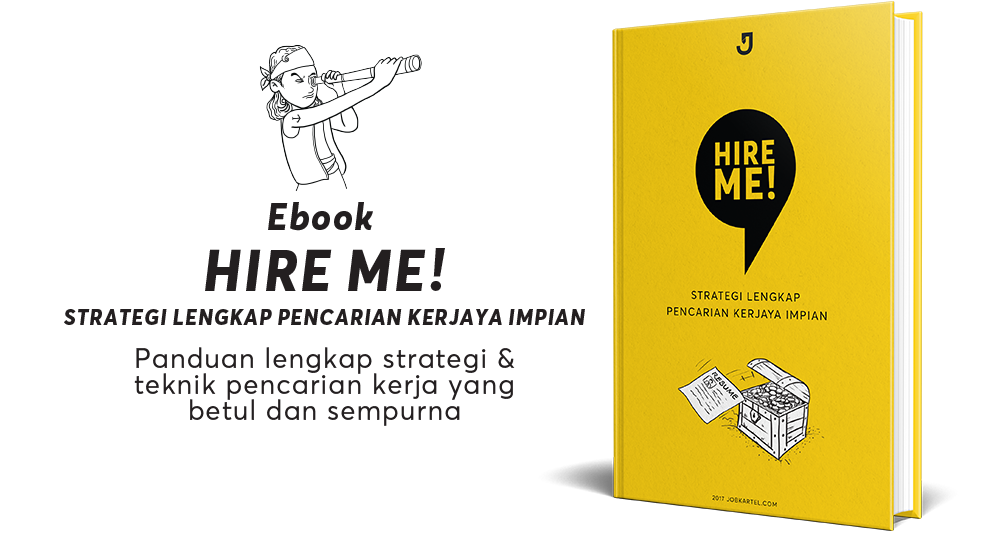 Ebook
HIRE ME!
STRATEGI LENGKAP PENCARIAN KERJAYA IMPIAN
Panduan lengkap strategi &
teknik pencarian kerja yang
betul dan sempurna
J
HIRE
ME!
STRATEGI LENGKAP
PENCARIAN KERJAYA IMPIAN
RESUME
2017 JOBKARTEL.COM